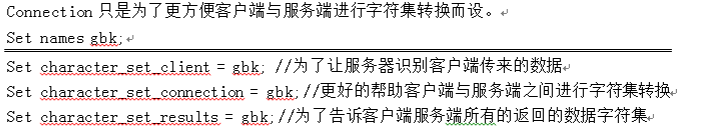 Connection 只是为了更方便客户端与服务端进行字符集转换而设。
Set names gbk;
Set character_set_client = gbk; //为了让服务器识别客户端传来的数据
Set character_set_connection = gbk;//更好的帮助客户端与服务端之间进行字符集转换
Set character_set_results = gbk;//为了告诉客户端服务端所有的返回的数据字符集